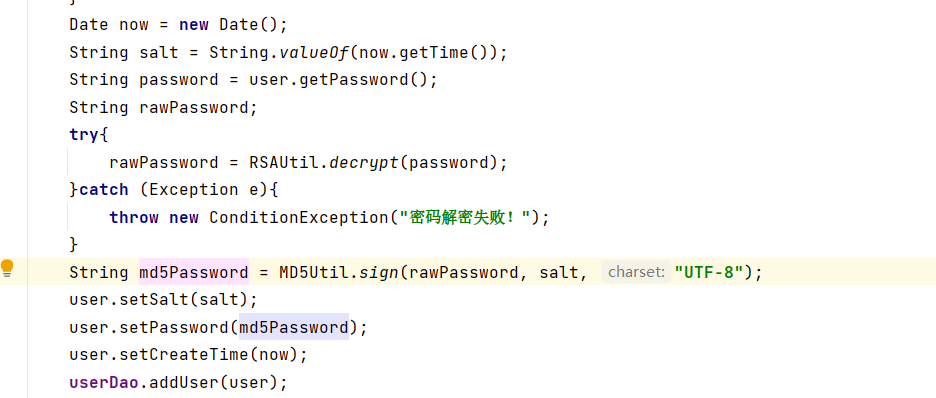 }
Date now = new Date();
String salt = String.valueOf(now.getTime());
String password = user.getPassword();
String rawPassword;
try{
rawPassword = RSAUtil.decrypt(password);
}catch (Exception e){
throw new ConditionException("密码解密失败！");
}
String md5Password = MD5Util.sign(rawPassword, salt, charset: "UTF-8");
user.setSalt(salt);
user.setPassword(md5Password);
user.setCreateTime(now);
userDao.addUser(user);